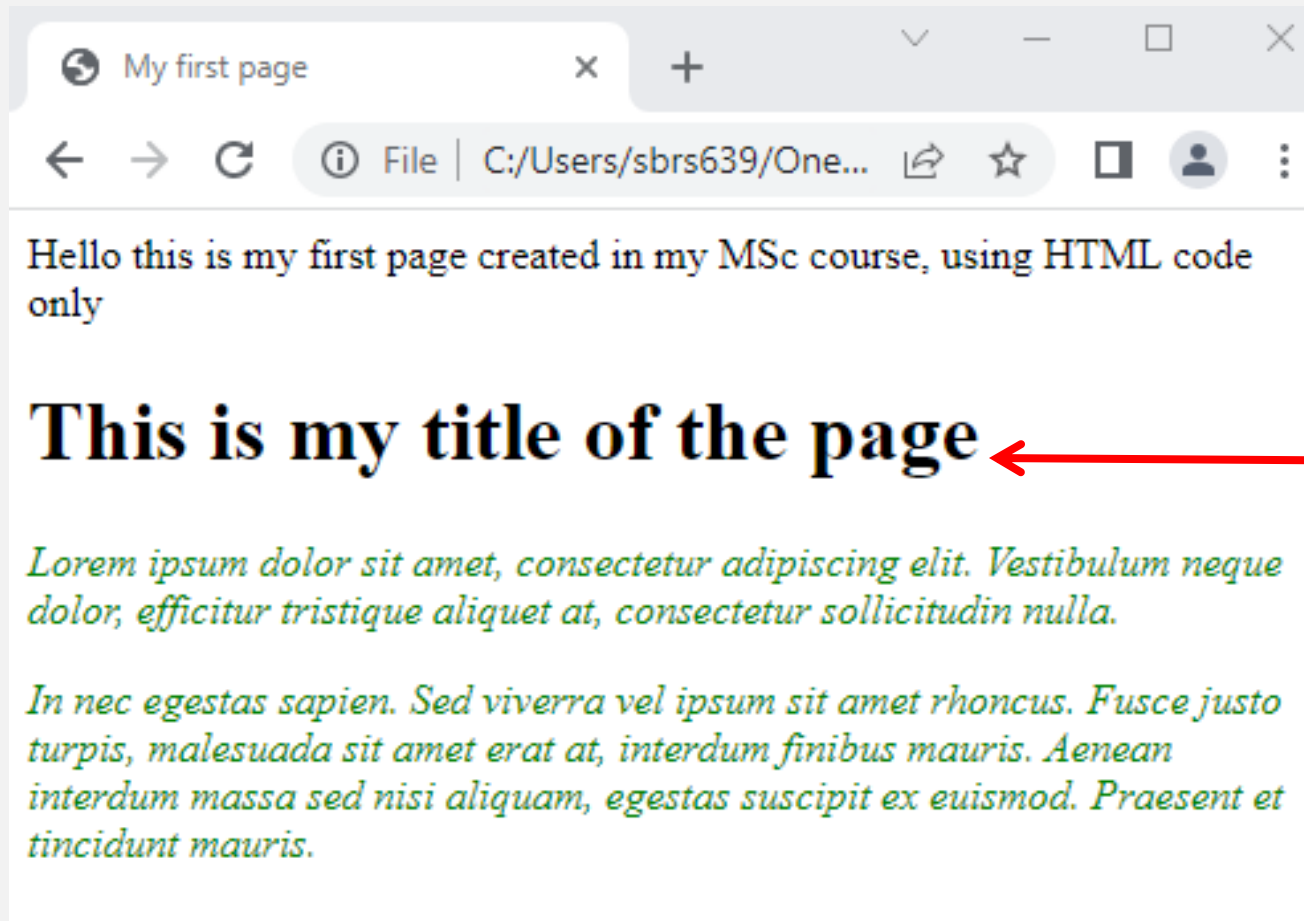 My first page
File C:/Users/sbrs639/One...
Hello this is my first page created in my MSc course, using HTML code
only
This is my title of the page
Lorem ipsum dolor sit amet, consectetur adipiscing elit. Vestibulum neque
dolor, efficitur tristique aliquet at, consectetur sollicitudin nulla.
In nec egestas sapien. Sed viverra vel ipsum sit amet rhoncus. Fusce justo
turpis, malesuada sit amet erat at, interdum finibus mauris. Aenean
interdum massa sed nisi aliquam, egestas suscipit ex euismod. Praesent et
tincidunt mauris.